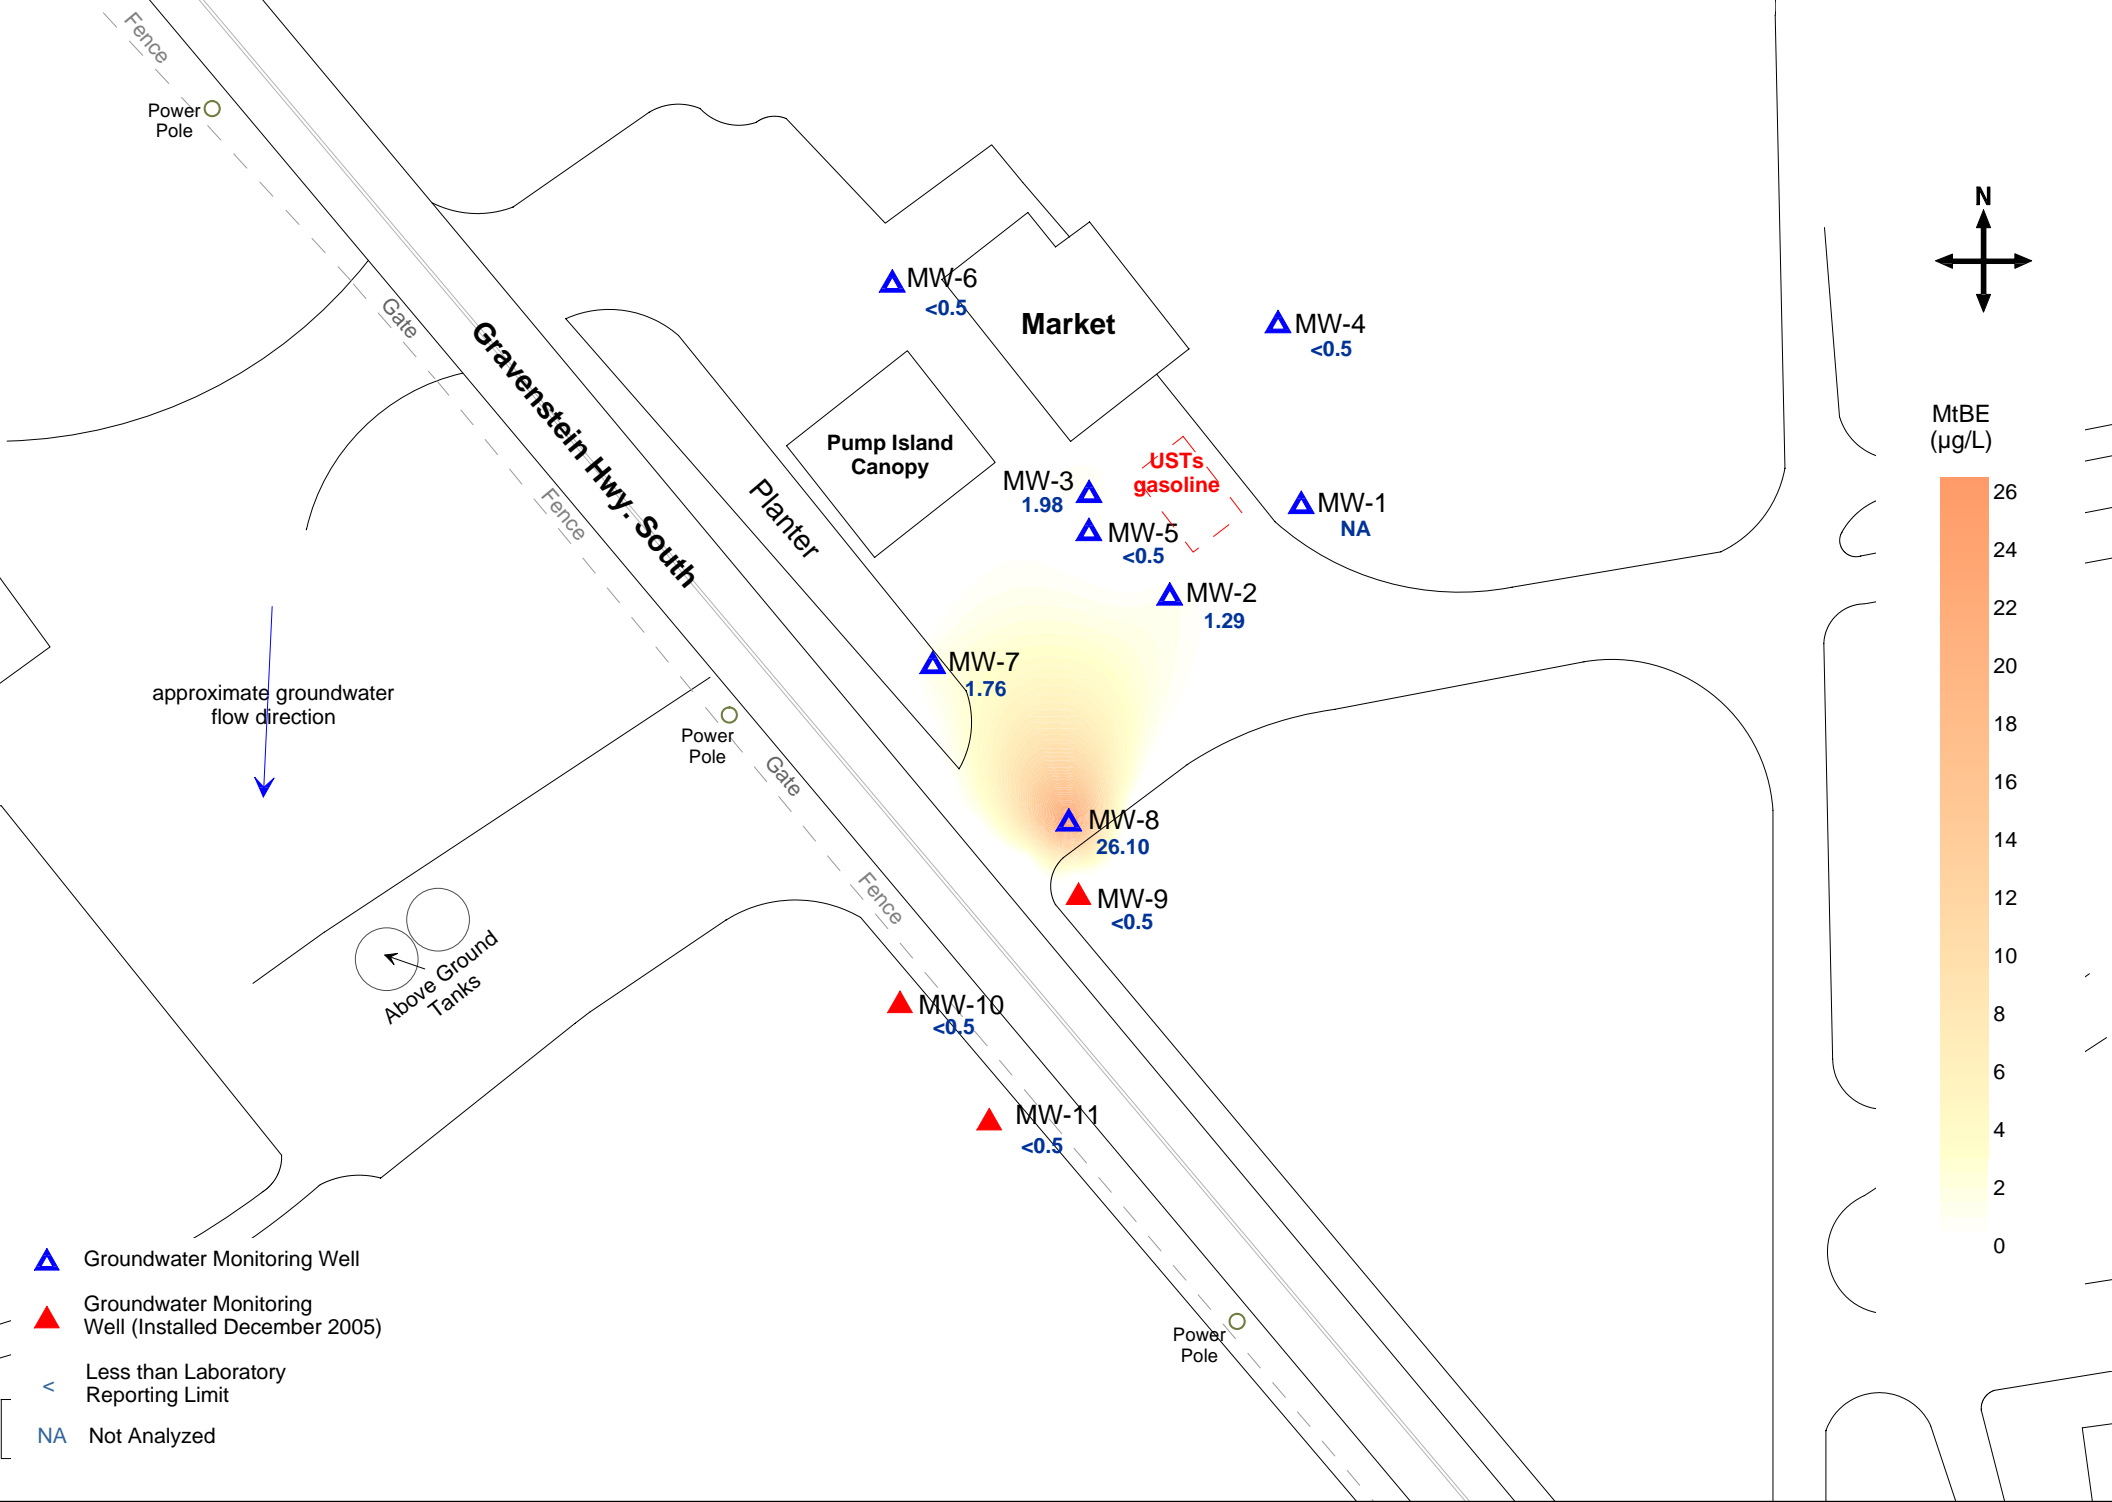 Fence
Power
Pole
N
MW-6
<0.5
Market
MW-4
<0.5
Gate
Gravenstein Hwy. South
MtBE
(µg/L)
Pump Island
Canopy
USTs
gasoline
MW-3
1.98
MW-1
NA
Planter
Fence
MW-5
<0.5
MW-2
1.29
MW-7
1.76
approximate groundwater
flow direction
Power
Pole
Gate
MW-8
26.10
Fence
MW-9
<0.5
Above Ground
Tanks
MW-10
<0.5
MW-11
<0.5
26
24
22
20
18
16
14
12
10
8
6
4
2
0
Power
Pole
Groundwater Monitoring Well
Groundwater Monitoring
Well (Installed December 2005)
< Less than Laboratory
Reporting Limit
NA Not Analyzed